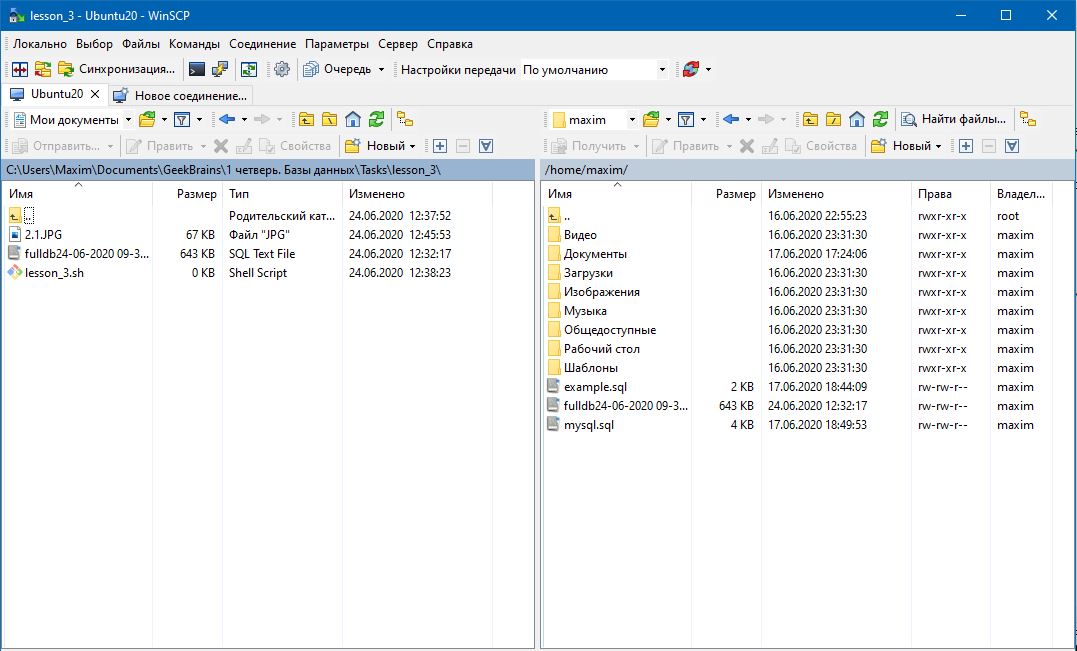 lesson_3 - Ubuntu20 - WinSCP
Локально Выбор Файлы Команды Соединение Параметры Сервер Справка
Синхронизация... Очередь Настройки передачи По умолчанию
Ubuntu20 Новое соединение...
Мои документы
maxim Найти файлы...
Отправить... Править Свойства Новый
Получить Править Свойства Новый
C:\Users\Maxim\Documents\GeekBrains\1 четверь. Базы данных\Tasks\lesson_3\
Имя Размер Тип Изменено
.. Родительский кат... 24.06.2020 12:37:52
2.1.JPG 67 KB Файл "JPG" 24.06.2020 12:45:53
fulldb24-06-2020 09-3... 643 KB SQL Text File 24.06.2020 12:32:17
lesson_3.sh 0 KB Shell Script 24.06.2020 12:38:23
/home/maxim/
Имя Размер Изменено Права Владел...
.. 16.06.2020 22:55:23 rwxr-xr-x root
Видео 16.06.2020 23:31:30 rwxr-xr-x maxim
Документы 17.06.2020 17:24:06 rwxr-xr-x maxim
Загрузки 16.06.2020 23:31:30 rwxr-xr-x maxim
Изображения 16.06.2020 23:31:30 rwxr-xr-x maxim
Музыка 16.06.2020 23:31:30 rwxr-xr-x maxim
Общедоступные 16.06.2020 23:31:30 rwxr-xr-x maxim
Рабочий стол 16.06.2020 23:31:30 rwxr-xr-x maxim
Шаблоны 16.06.2020 23:31:30 rwxr-xr-x maxim
example.sql 2 KB 17.06.2020 18:44:09 rw-rw-r-- maxim
fulldb24-06-2020 09-3... 643 KB 24.06.2020 12:32:17 rw-rw-r-- maxim
mysql.sql 4 KB 17.06.2020 18:49:53 rw-rw-r-- maxim